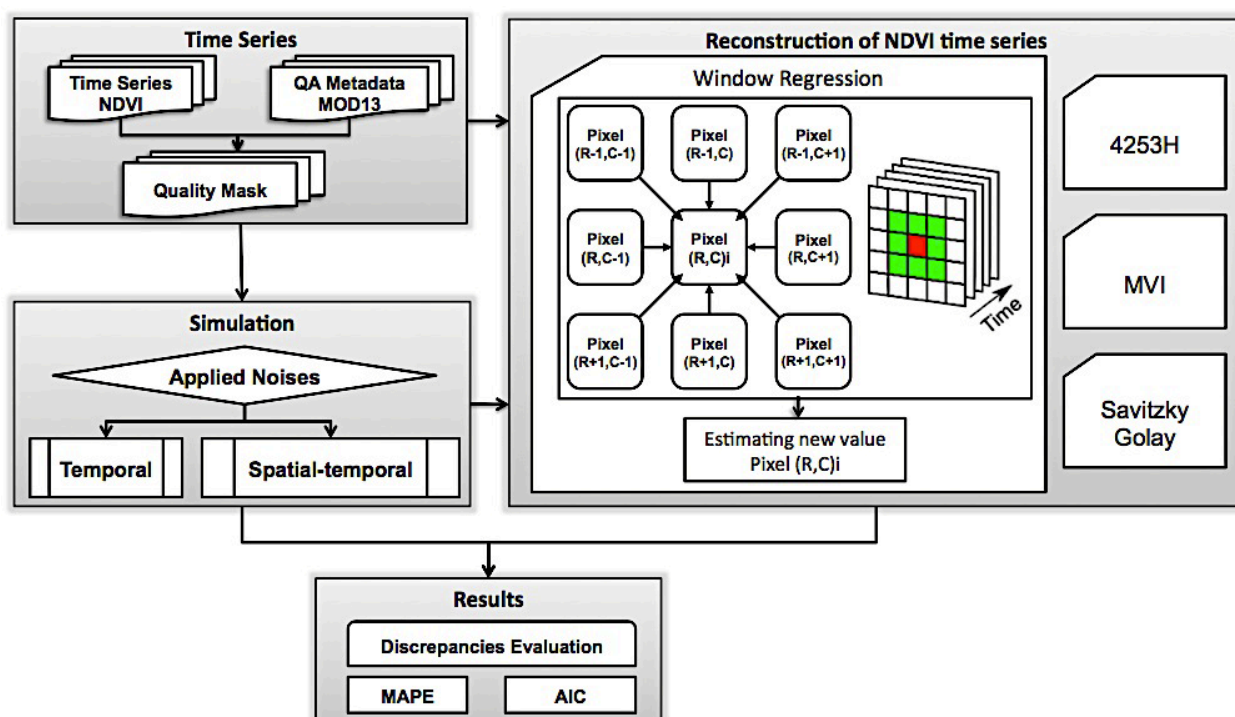 Time Series
Time Series
NDVI
QA Metadata
MOD13
Quality Mask
Simulation
Applied Noises
Temporal
Spatial-temporal
Reconstruction of NDVI time series
Window Regression
Pixel
(R-1,C-1)
Pixel
(R-1,C)
Pixel
(R-1,C+1)
Pixel
(R,C-1)
Pixel
(R,C)i
Pixel
(R,C+1)
Pixel
(R+1,C-1)
Pixel
(R+1,C)
Pixel
(R+1,C+1)
Time
Estimating new value
Pixel (R,C)i
4253H
MVI
Savitzky
Golay
Results
Discrepancies Evaluation
MAPE
AIC